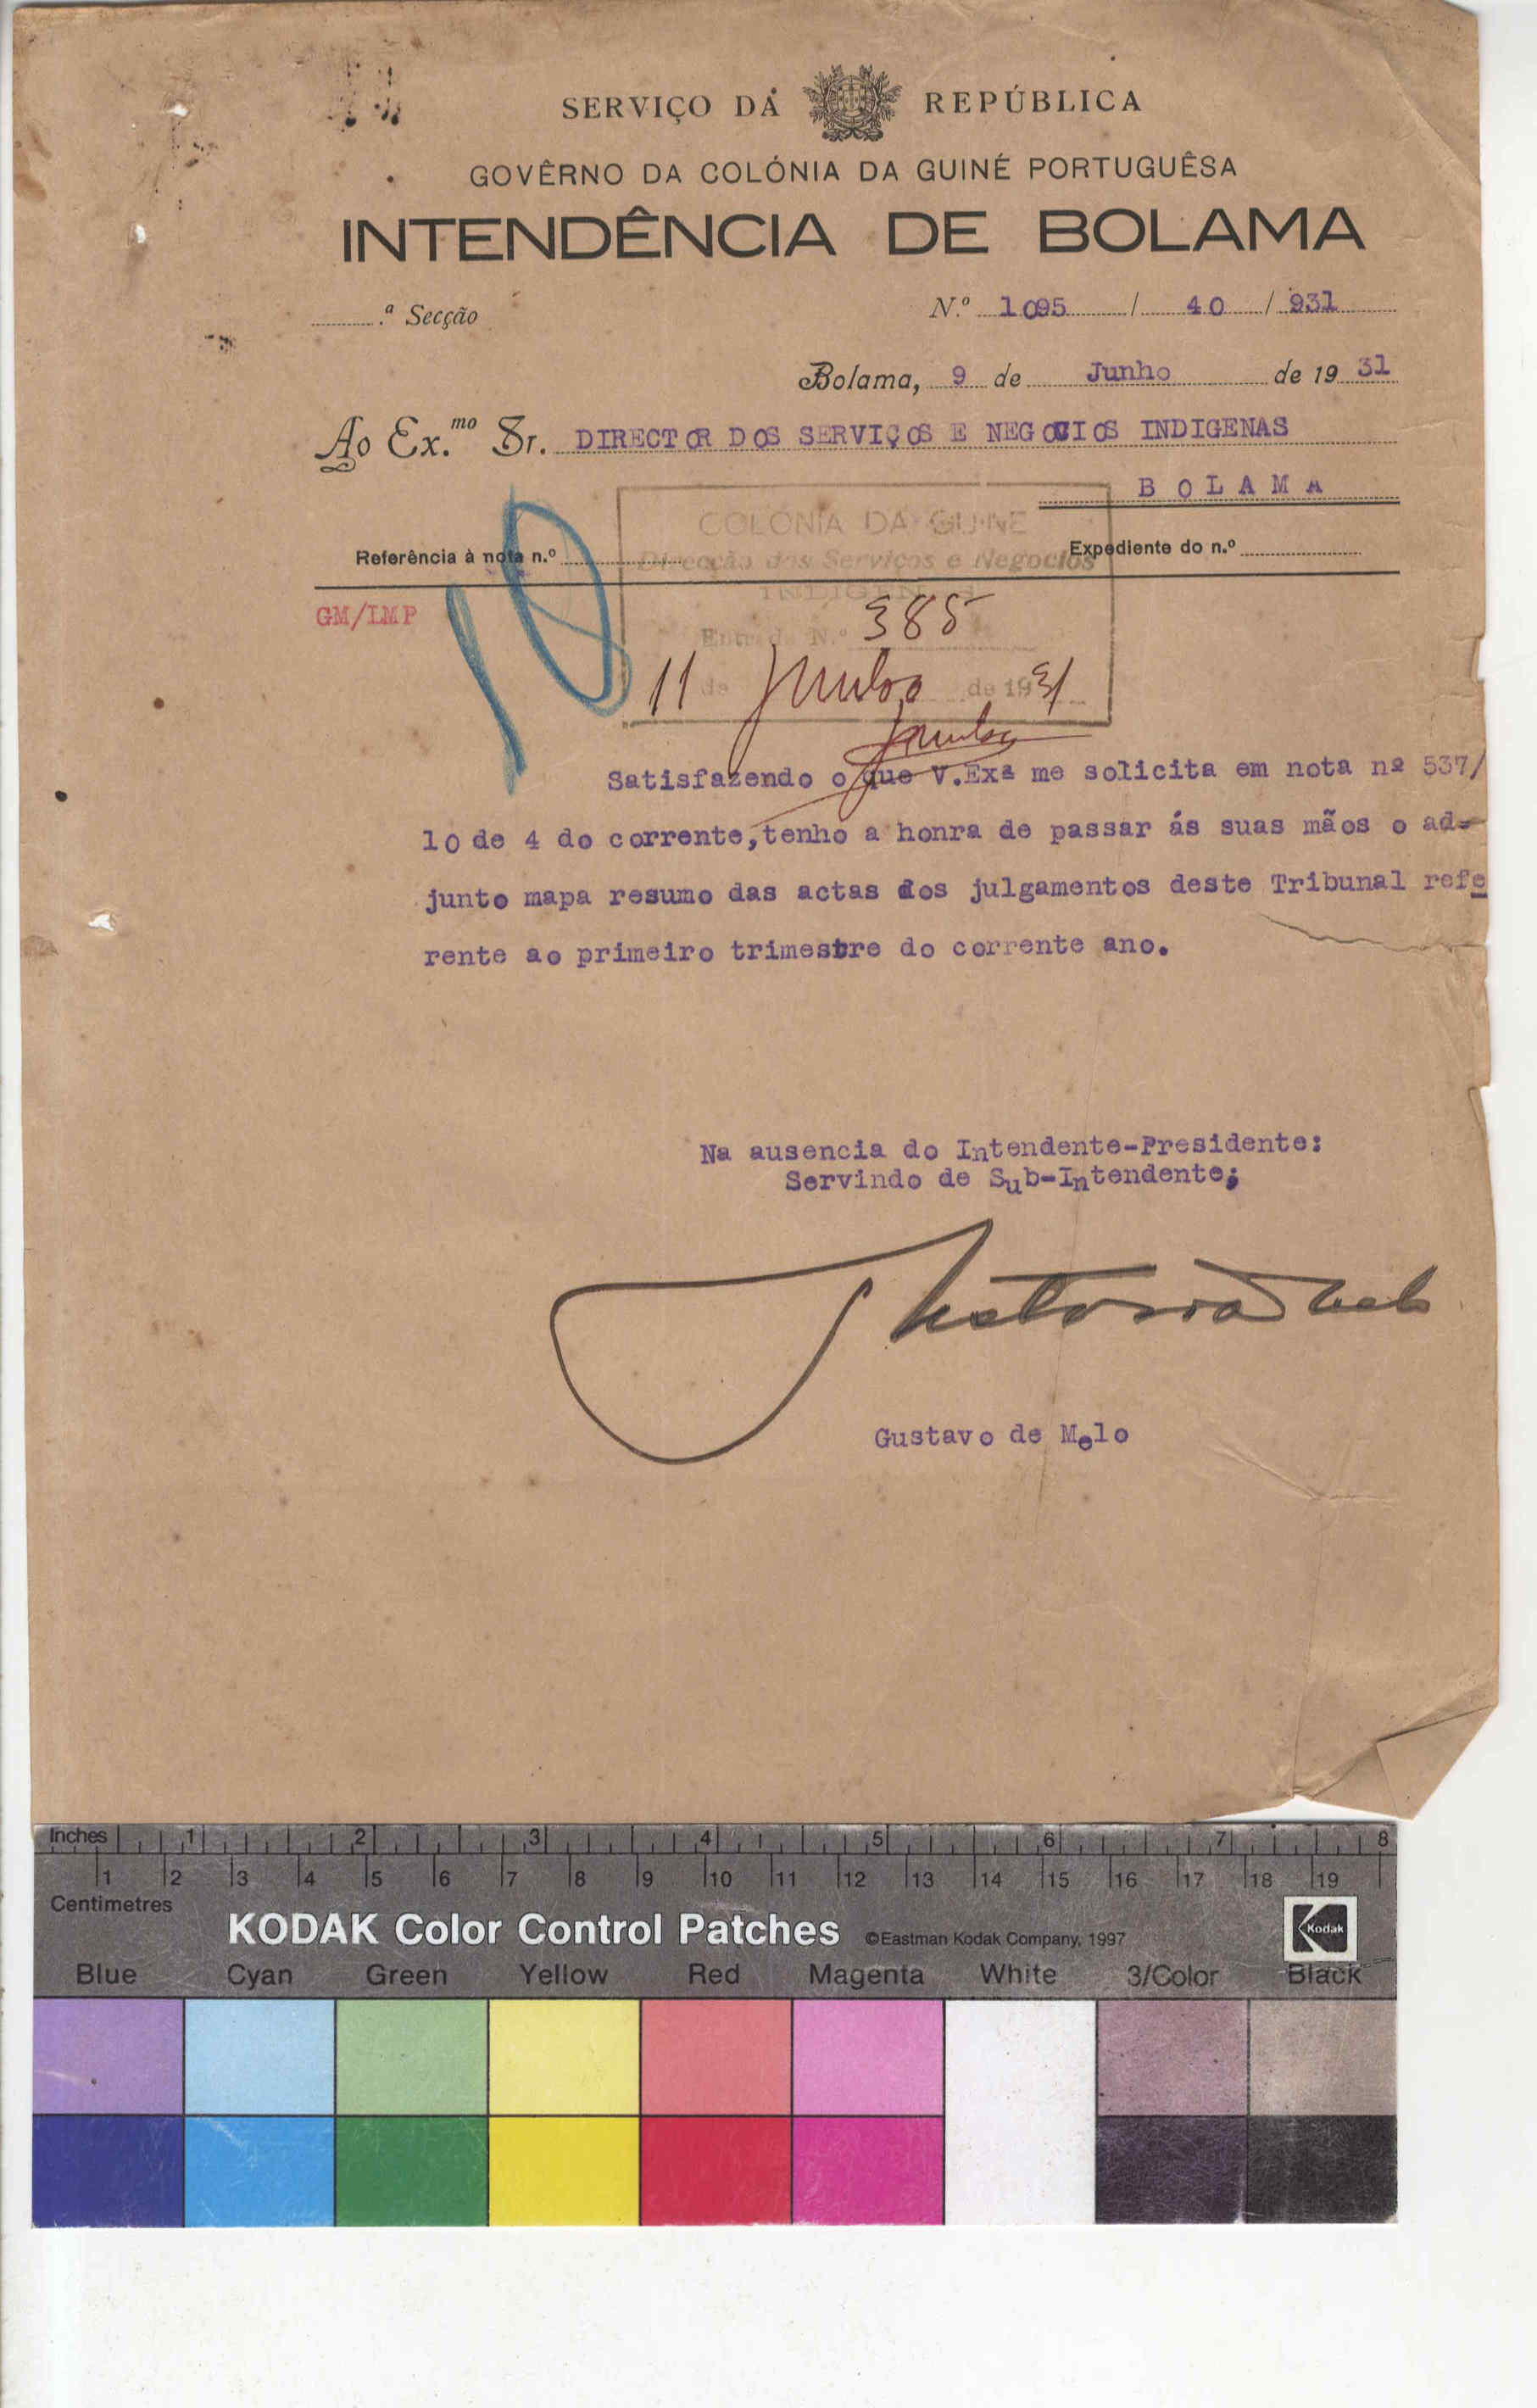 SERVIÇO DA REPÚBLICA
GOVÊRNO DA COLÓNIA DA GUINÉ PORTUGUÊSA
INTENDÊNCIA DE BOLAMA
.ª Secção
N.º 1095 / 40 / 931
Bolama, 9 de Junho de 19 31
Ao Ex.mo Sr. DIRECTOR DOS SERVIÇOS E NEGOCIOS INDIGENAS
BOLAMA
Referência à nota n.º
Expediente do n.º
COLÓNIA DA GUINÉ
Direcção dos Serviços e Negocios
INDIGENAS
Entrada N.º 385
11 de Junho de 1931
GM/LMP
Satisfazendo o que V.Exª me solicita em nota nº 537/
10 de 4 do corrente,tenho a honra de passar ás suas mãos o ad-
junto mapa resumo das actas dos julgamentos deste Tribunal refe
rente ao primeiro trimestre do corrente ano.
Na ausencia do Intendente-Presidente:
Servindo de Sub-Intendente;
Gustavo de Melo
Inches 1 2 3 4 5 6 7 8
1 2 3 4 5 6 7 8 9 10 11 12 13 14 15 16 17 18 19
Centimetres
KODAK Color Control Patches ©Eastman Kodak Company, 1997 Kodak
Blue Cyan Green Yellow Red Magenta White 3/Color Black